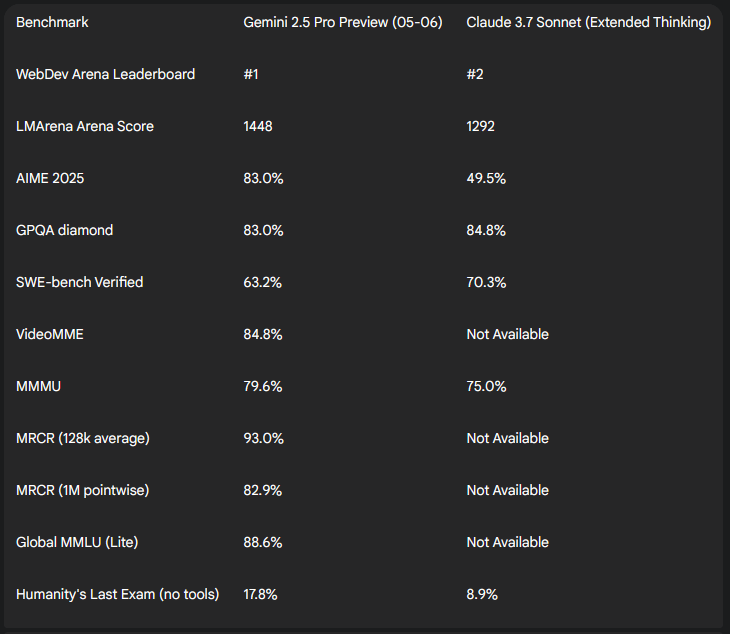 Benchmark Gemini 2.5 Pro Preview (05-06) Claude 3.7 Sonnet (Extended Thinking)
WebDev Arena Leaderboard #1 #2
LMArena Arena Score 1448 1292
AIME 2025 83.0% 49.5%
GPQA diamond 83.0% 84.8%
SWE-bench Verified 63.2% 70.3%
VideoMME 84.8% Not Available
MMMU 79.6% 75.0%
MRCR (128k average) 93.0% Not Available
MRCR (1M pointwise) 82.9% Not Available
Global MMLU (Lite) 88.6% Not Available
Humanity's Last Exam (no tools) 17.8% 8.9%